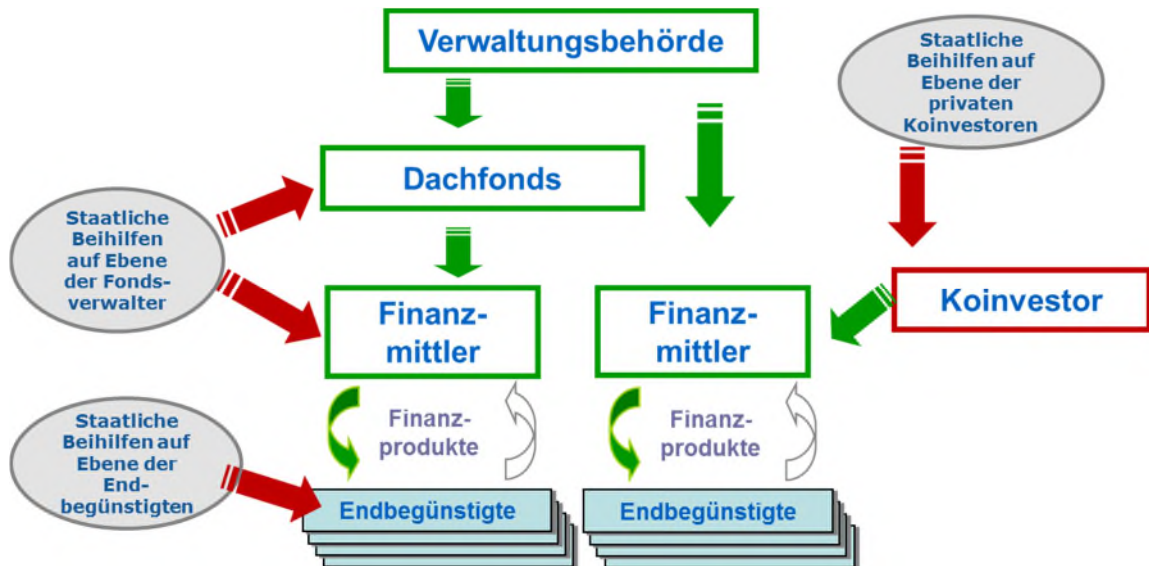 Verwaltungsbehörde
Staatliche
Beihilfen auf
Ebene der
privaten
Koinvestoren
Dachfonds
Staatliche
Beihilfen
auf Ebene
der Fonds-
verwalter
Finanz-
mittler
Finanz-
mittler
Koinvestor
Finanz-
produkte
Finanz-
produkte
Staatliche
Beihilfen auf
Ebene der
End-
begünstigten
Endbegünstigte
Endbegünstigte